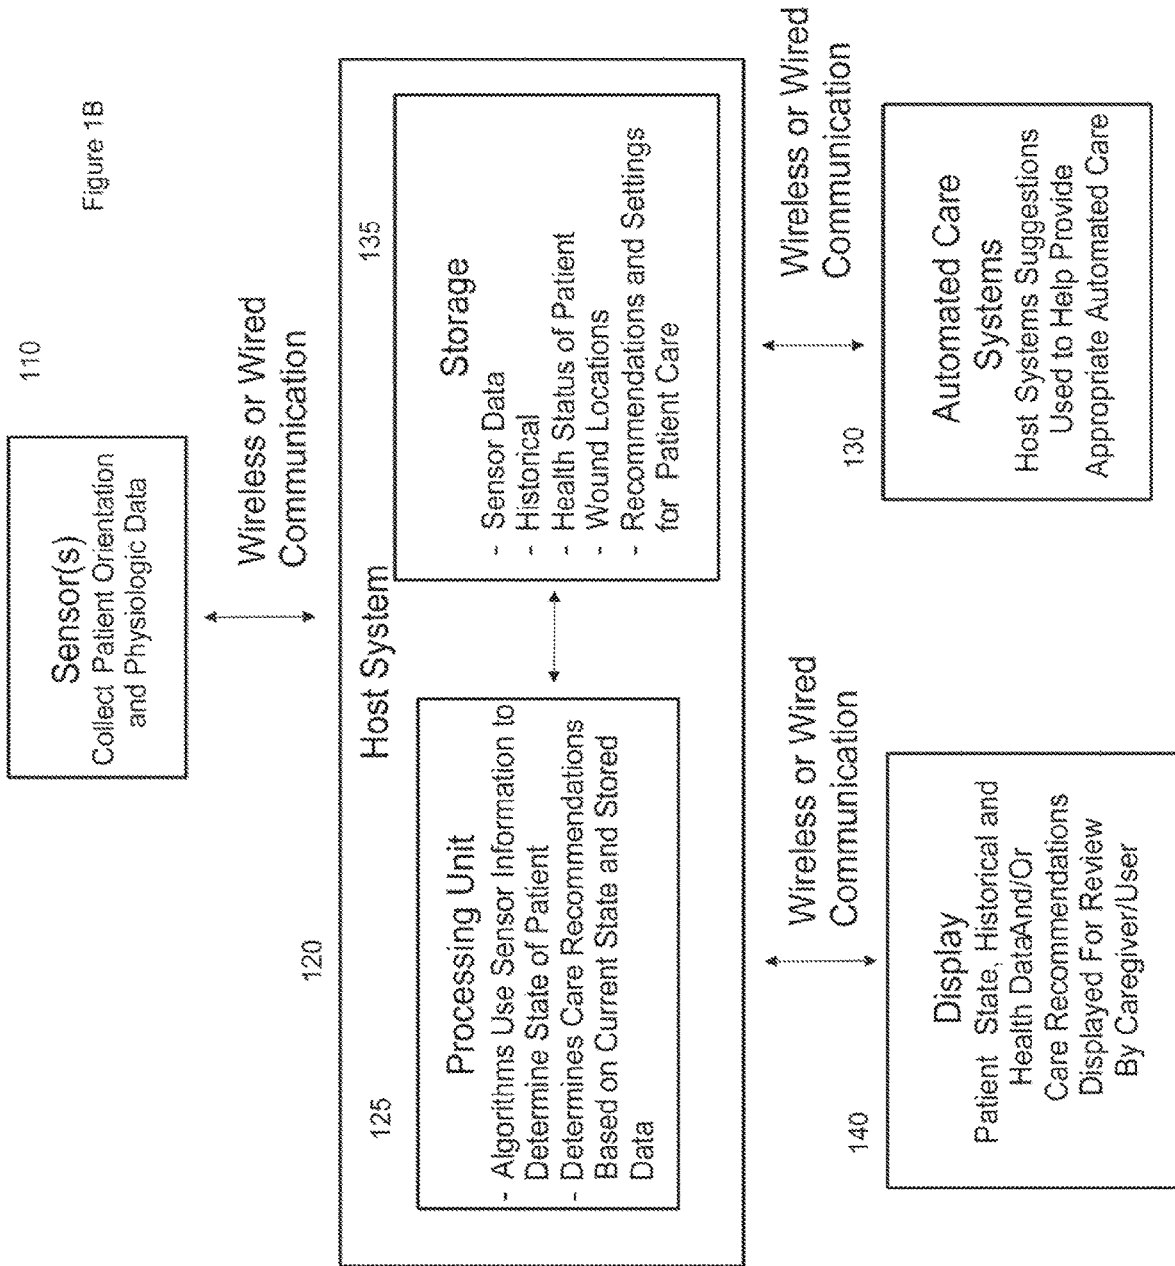 Figure 1B
110
Sensor(s)
Collect Patient Orientation
and Physiologic Data
Wireless or Wired
Communication
120
Host System
125
Processing Unit
- Algorithms Use Sensor Information to
Determine State of Patient
- Determines Care Recommendations
Based on Current State and Stored
Data
135
Storage
- Sensor Data
- Historical
- Health Status of Patient
- Wound Locations
- Recommendations and Settings
for Patient Care
Wireless or Wired
Communication
Wireless or Wired
Communication
140
Display
Patient State, Historical and
Health DataAnd/Or
Care Recommendations
Displayed For Review
By Caregiver/User
130
Automated Care
Systems
Host Systems Suggestions
Used to Help Provide
Appropriate Automated Care